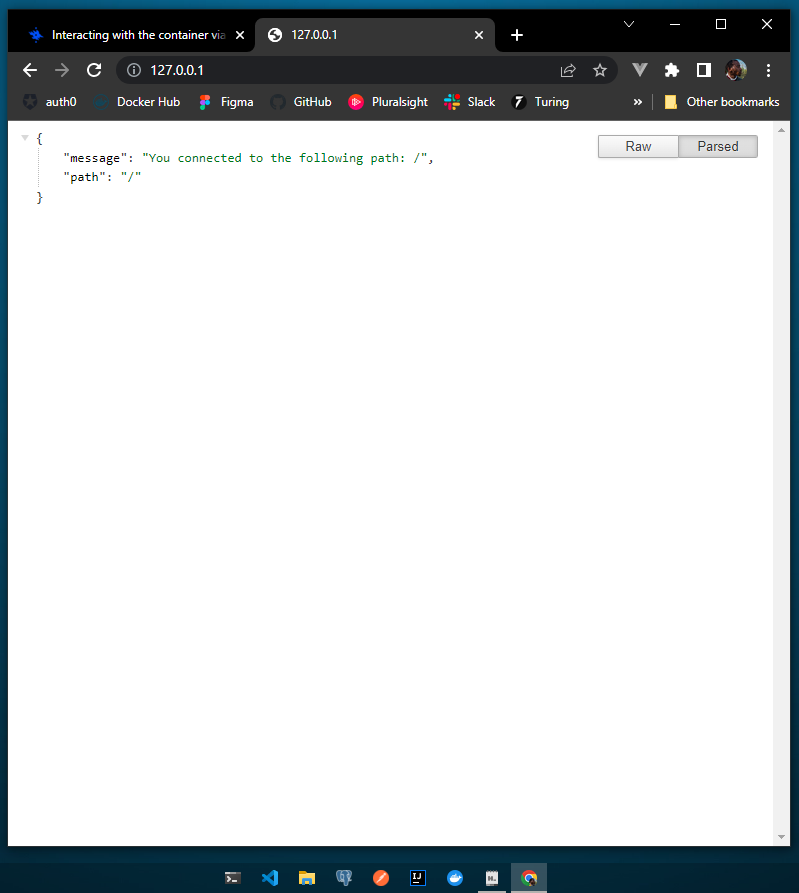 Interacting with the container via
127.0.0.1
127.0.0.1
auth0
Docker Hub
Figma
GitHub
Pluralsight
Slack
Turing
»
Other bookmarks
{
"message": "You connected to the following path: /",
"path": "/"
}
Raw
Parsed
IJ